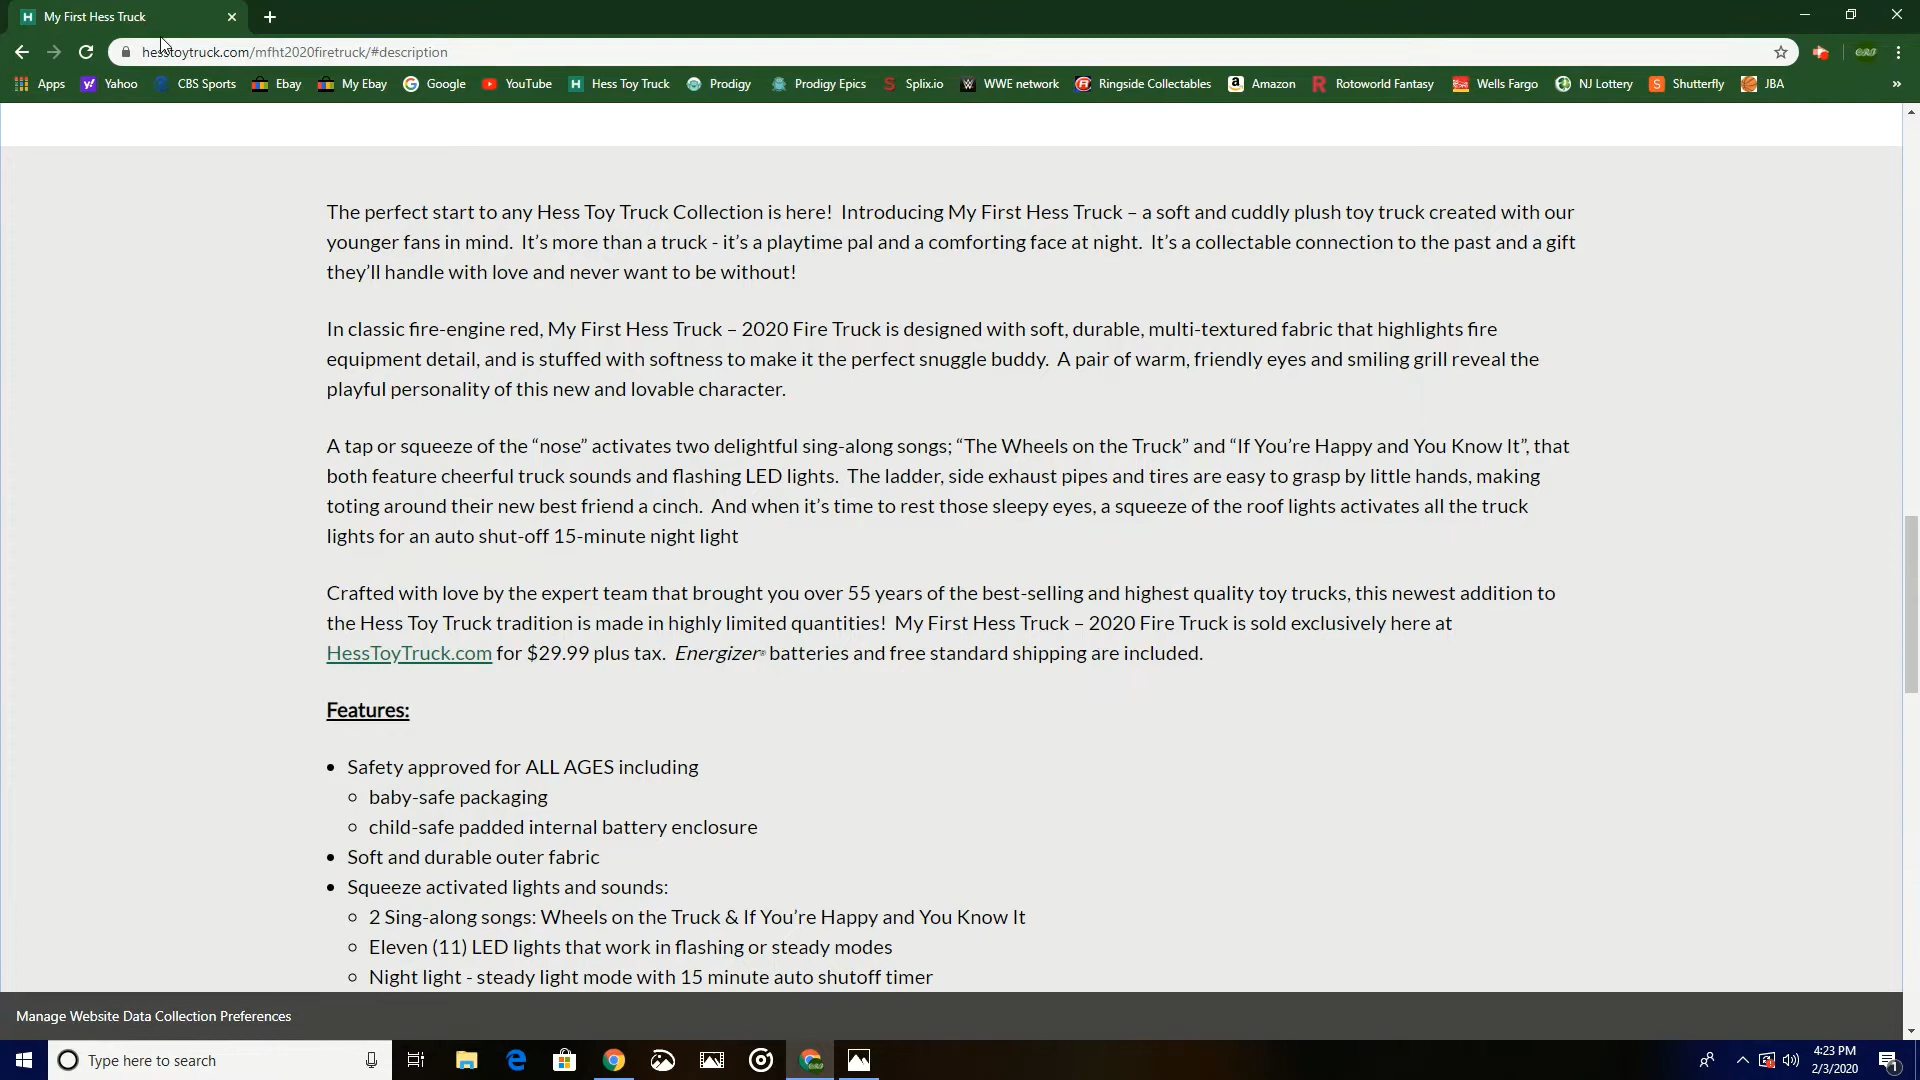 My First Hess Truck
hesstoytruck.com/mfht2020firetruck/#description
Apps Yahoo CBS Sports Ebay My Ebay Google YouTube Hess Toy Truck Prodigy Prodigy Epics Splix.io WWE network Ringside Collectables Amazon Rotoworld Fantasy Wells Fargo NJ Lottery Shutterfly JBA »
The perfect start to any Hess Toy Truck Collection is here! Introducing My First Hess Truck – a soft and cuddly plush toy truck created with our
younger fans in mind. It's more than a truck - it's a playtime pal and a comforting face at night. It's a collectable connection to the past and a gift
they'll handle with love and never want to be without!
In classic fire-engine red, My First Hess Truck – 2020 Fire Truck is designed with soft, durable, multi-textured fabric that highlights fire
equipment detail, and is stuffed with softness to make it the perfect snuggle buddy. A pair of warm, friendly eyes and smiling grill reveal the
playful personality of this new and lovable character.
A tap or squeeze of the “nose” activates two delightful sing-along songs; “The Wheels on the Truck” and “If You're Happy and You Know It”, that
both feature cheerful truck sounds and flashing LED lights. The ladder, side exhaust pipes and tires are easy to grasp by little hands, making
toting around their new best friend a cinch. And when it's time to rest those sleepy eyes, a squeeze of the roof lights activates all the truck
lights for an auto shut-off 15-minute night light
Crafted with love by the expert team that brought you over 55 years of the best-selling and highest quality toy trucks, this newest addition to
the Hess Toy Truck tradition is made in highly limited quantities! My First Hess Truck – 2020 Fire Truck is sold exclusively here at
HessToyTruck.com for $29.99 plus tax. Energizer® batteries and free standard shipping are included.
Features:
• Safety approved for ALL AGES including
○ baby-safe packaging
○ child-safe padded internal battery enclosure
• Soft and durable outer fabric
• Squeeze activated lights and sounds:
○ 2 Sing-along songs: Wheels on the Truck & If You're Happy and You Know It
○ Eleven (11) LED lights that work in flashing or steady modes
○ Night light - steady light mode with 15 minute auto shutoff timer
Manage Website Data Collection Preferences
Type here to search
4:23 PM
2/3/2020
1